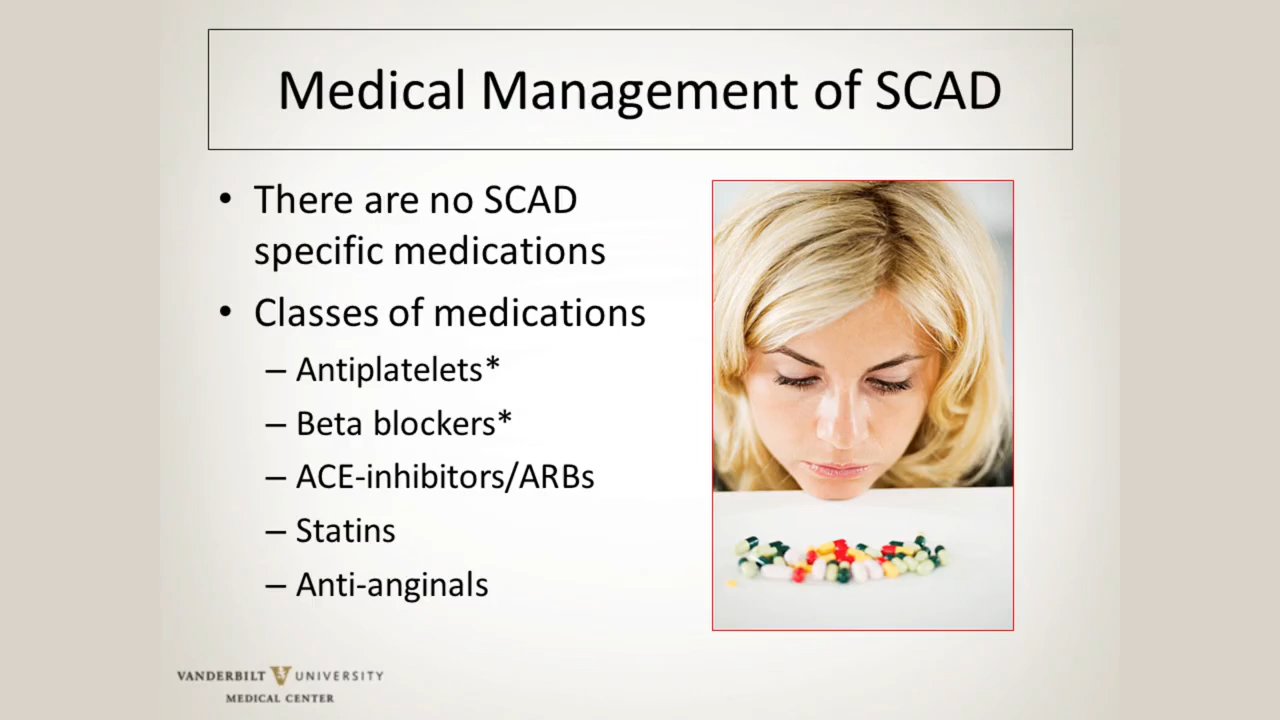 Medical Management of SCAD
• There are no SCAD
specific medications
• Classes of medications
– Antiplatelets*
– Beta blockers*
– ACE-inhibitors/ARBs
– Statins
– Anti-anginals
VANDERBILT V UNIVERSITY
MEDICAL CENTER